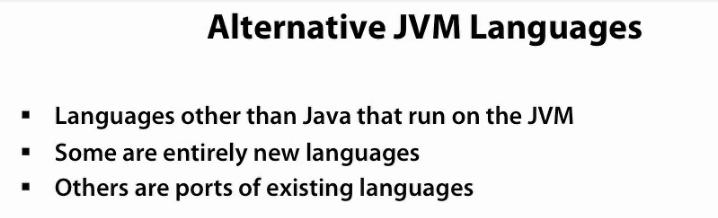 Alternative JVM Languages
▪ Languages other than Java that run on the JVM
▪ Some are entirely new languages
▪ Others are ports of existing languages